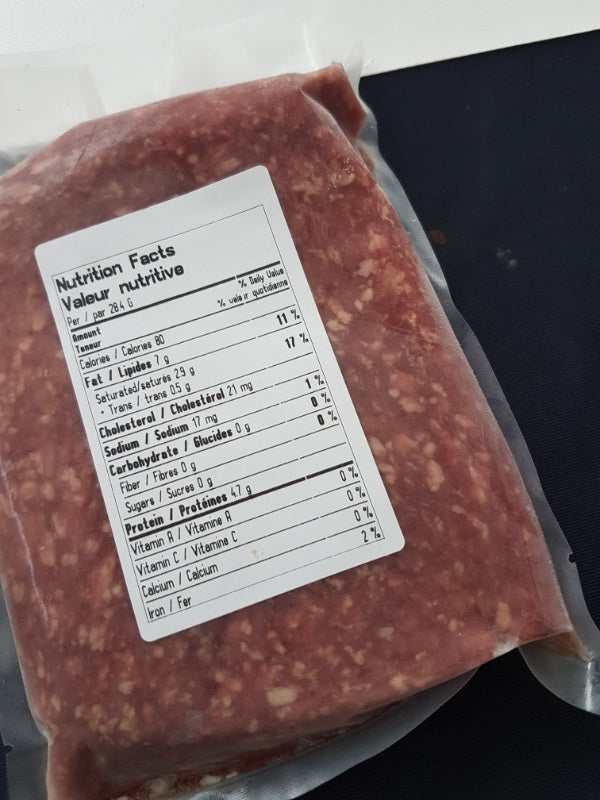 Nutrition Facts
Valeur nutritive
Per / par 28.4 G
Amount
Teneur
% Daily Value
% valeur quotidienne
Calories / Calories 80
Fat / Lipides 7 g 11 %
Saturated/saturés 2.9 g
+ Trans / trans 0.5 g 17 %
Cholesterol / Cholestérol 21 mg
Sodium / Sodium 17 mg 1 %
Carbohydrate / Glucides 0 g 0 %
Fiber / Fibres 0 g 0 %
Sugars / Sucres 0 g
Protein / Protéines 4.7 g
Vitamin A / Vitamine A 0 %
Vitamin C / Vitamine C 0 %
Calcium / Calcium 0 %
Iron / Fer 2 %